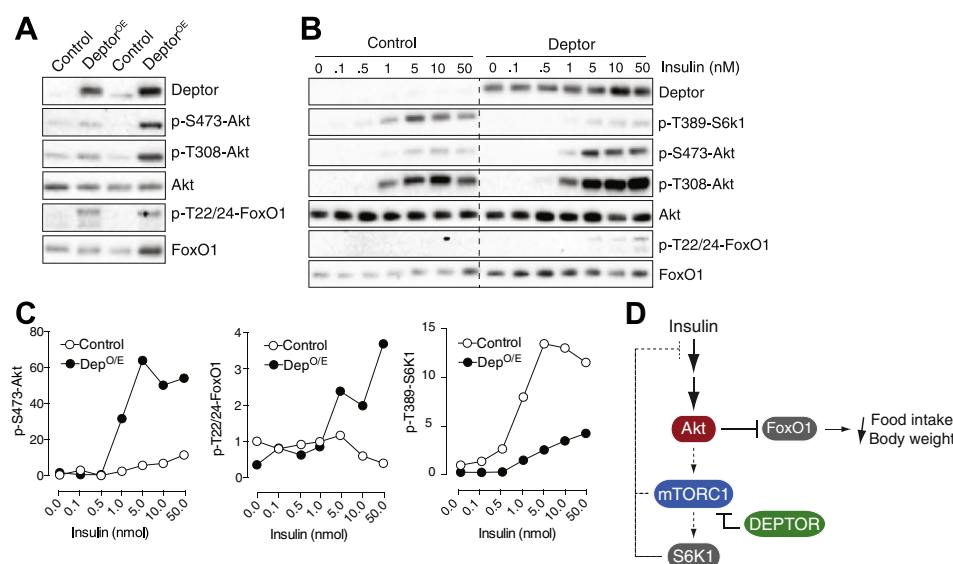 A
Control
Deptor^OE
Control
Deptor^OE
Deptor
p-S473-Akt
p-T308-Akt
Akt
p-T22/24-FoxO1
FoxO1
B
Control Deptor
0 .1 .5 1 5 10 50 0 .1 .5 1 5 10 50 Insulin (nM)
Deptor
p-T389-S6k1
p-S473-Akt
p-T308-Akt
Akt
p-T22/24-FoxO1
FoxO1
C
p-S473-Akt
80
60
40
20
0
Control
Dep^O/E
0.0 0.1 0.5 1.0 5.0 10.0 50.0
Insulin (nmol)
p-T22/24-FoxO1
4
3
2
1
0
Control
Dep^O/E
0.0 0.1 0.5 1.0 5.0 10.0 50.0
Insulin (nmol)
p-T389-S6K1
15
10
5
0
Control
Dep^O/E
0.0 0.1 0.5 1.0 5.0 10.0 50.0
Insulin (nmol)
D
Insulin
Akt
FoxO1
Food intake
Body weight
mTORC1
DEPTOR
S6K1